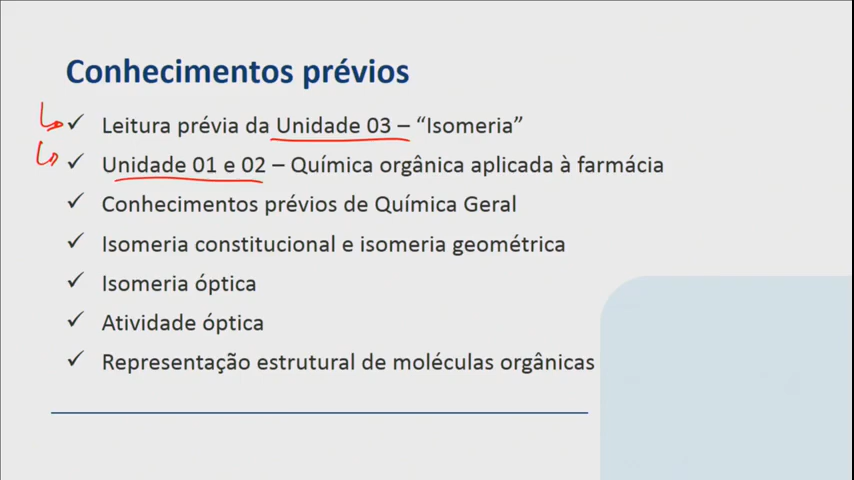 Conhecimentos prévios
✓ Leitura prévia da Unidade 03 – “Isomeria”
✓ Unidade 01 e 02 – Química orgânica aplicada à farmácia
✓ Conhecimentos prévios de Química Geral
✓ Isomeria constitucional e isomeria geométrica
✓ Isomeria óptica
✓ Atividade óptica
✓ Representação estrutural de moléculas orgânicas